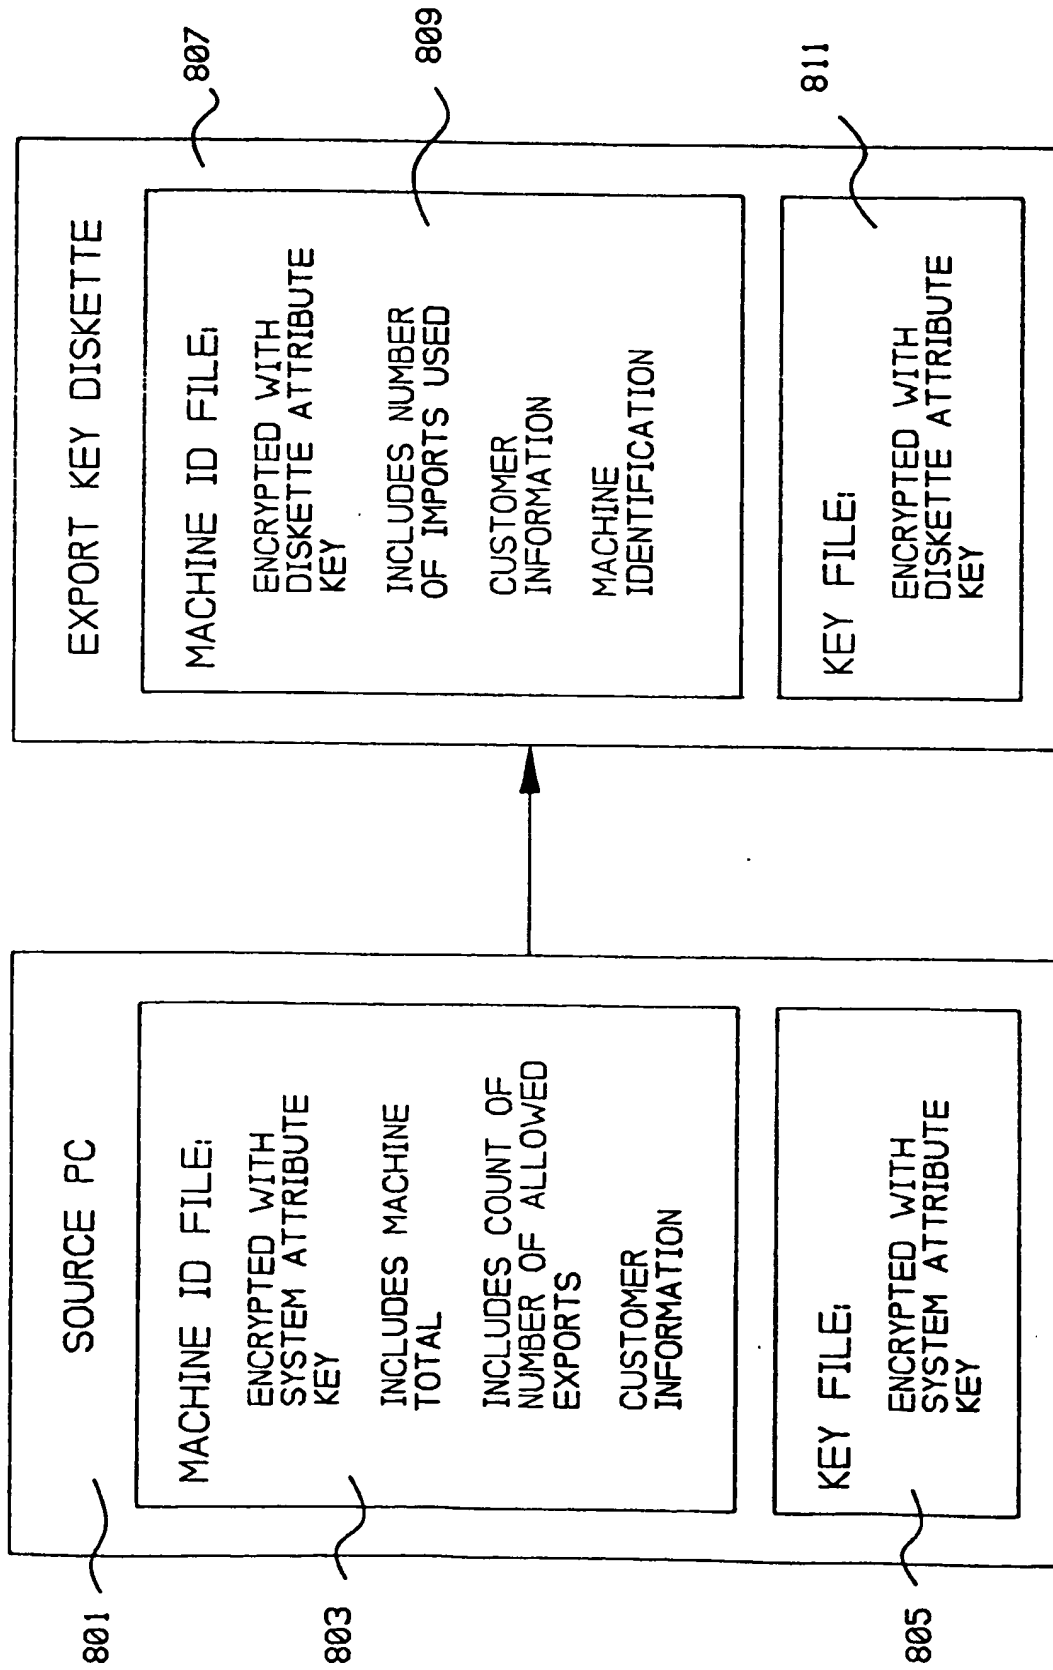 801
SOURCE PC
803
MACHINE ID FILE:
ENCRYPTED WITH
SYSTEM ATTRIBUTE
KEY
INCLUDES MACHINE
TOTAL
INCLUDES COUNT OF
NUMBER OF ALLOWED
EXPORTS
CUSTOMER
INFORMATION
805
KEY FILE:
ENCRYPTED WITH
SYSTEM ATTRIBUTE
KEY
EXPORT KEY DISKETTE
807
MACHINE ID FILE:
ENCRYPTED WITH
DISKETTE ATTRIBUTE
KEY
INCLUDES NUMBER
OF IMPORTS USED
CUSTOMER
INFORMATION
MACHINE
IDENTIFICATION
809
KEY FILE:
ENCRYPTED WITH
DISKETTE ATTRIBUTE
KEY
811